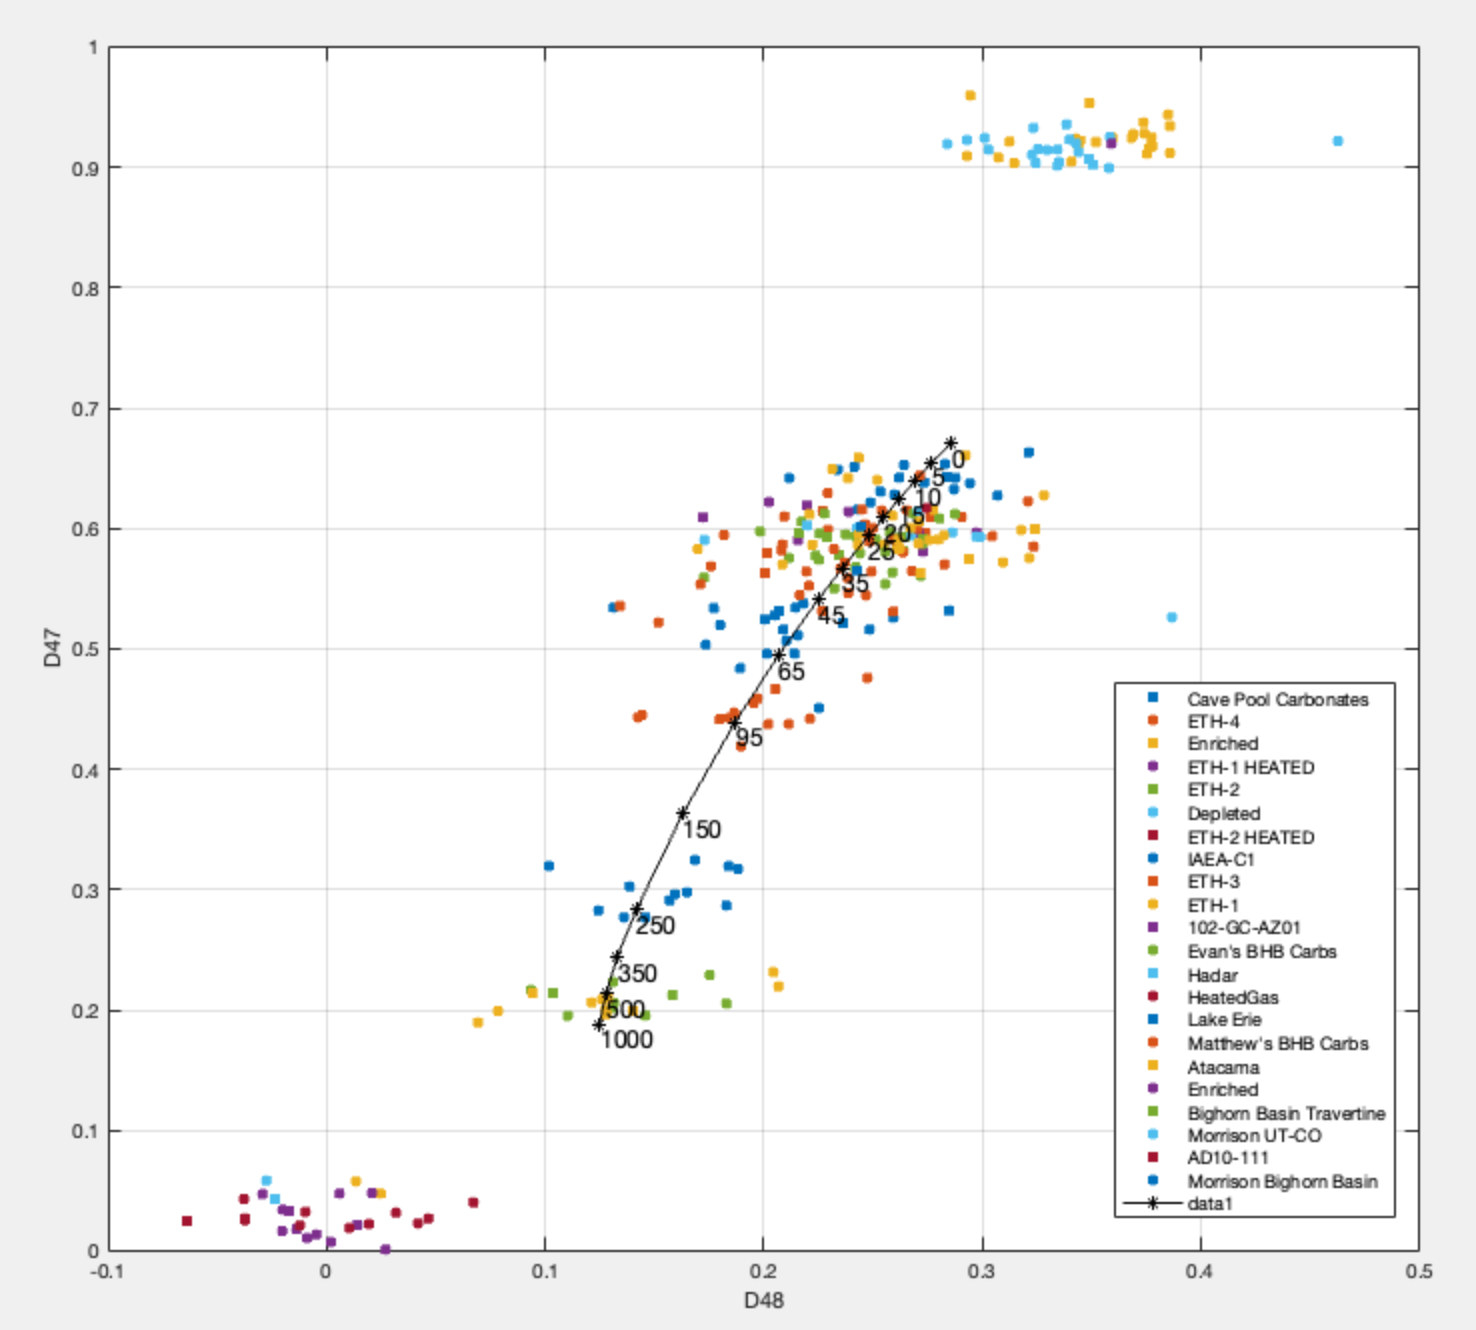 1
0.9
0.8
0.7
0.6
0.5
0.4
0.3
0.2
0.1
0
D47
-0.1
0
0.1
0.2
0.3
0.4
0.5
D48
0
5
10
15
20
25
35
45
65
95
150
250
350
500
1000
Cave Pool Carbonates
ETH-4
Enriched
ETH-1 HEATED
ETH-2
Depleted
ETH-2 HEATED
IAEA-C1
ETH-3
ETH-1
102-GC-AZ01
Evan's BHB Carbs
Hadar
HeatedGas
Lake Erie
Matthew's BHB Carbs
Atacama
Enriched
Bighorn Basin Travertine
Morrison UT-CO
AD10-111
Morrison Bighorn Basin
data1